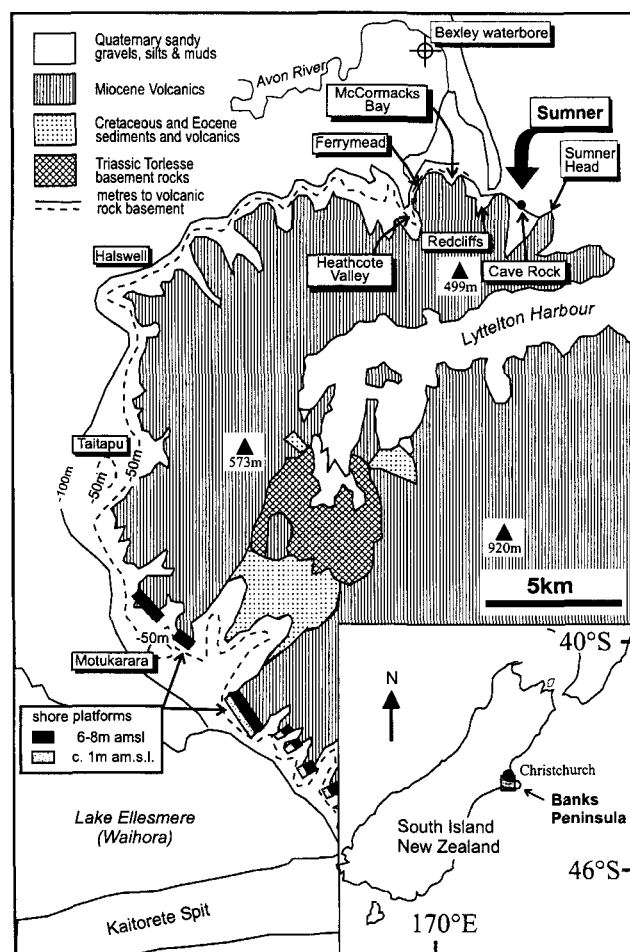 Quaternary sandy
gravels, silts & muds
Miocene Volcanics
Cretaceous and Eocene
sediments and volcanics
Triassic Torlesse
basement rocks
metres to volcanic
rock basement
Bexley waterbore
Avon River
McCormacks
Bay
Sumner
Ferrymead
Sumner
Head
Halswell
Heathcote
Valley
Redcliffs
Cave Rock
499m
Lyttelton Harbour
Taitapu
-100m
-50m
-50m
573m
920m
5km
-50m
Motukarara
shore platforms
6-8m amsl
c. 1m am.s.l.
Lake Ellesmere
(Waihora)
Kaitorete Spit
40°S
N
Christchurch
Banks
Peninsula
South Island
New Zealand
46°S
170°E